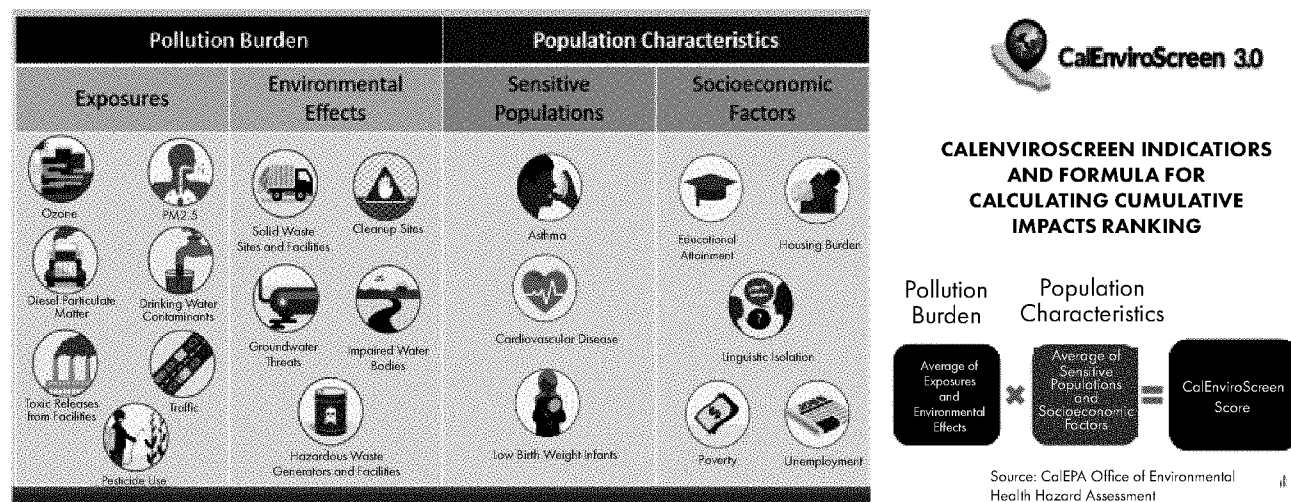 Pollution Burden
Population Characteristics
Exposures
Environmental
Effects
Sensitive
Populations
Socioeconomic
Factors
Ozone
PM2.5
Diesel Particulate
Matter
Drinking Water
Contaminants
Toxic Releases
from Facilities
Traffic
Pesticide Use
Solid Waste
Sites and Facilities
Cleanup Sites
Groundwater
Threats
Impaired Water
Bodies
Hazardous Waste
Generators and Facilities
Asthma
Cardiovascular Disease
Low Birth Weight Infants
Educational
Attainment
Housing Burden
Linguistic Isolation
Poverty
Unemployment
CalEnviroScreen 3.0
CALENVIROSCREEN INDICATIORS
AND FORMULA FOR
CALCULATING CUMULATIVE
IMPACTS RANKING
Pollution
Burden
Population
Characteristics
Average of
Exposures
and
Environmental
Effects
×
Average of
Sensitive
Populations
and
Socioeconomic
Factors
=
CalEnviroScreen
Score
Source: CalEPA Office of Environmental
Health Hazard Assessment